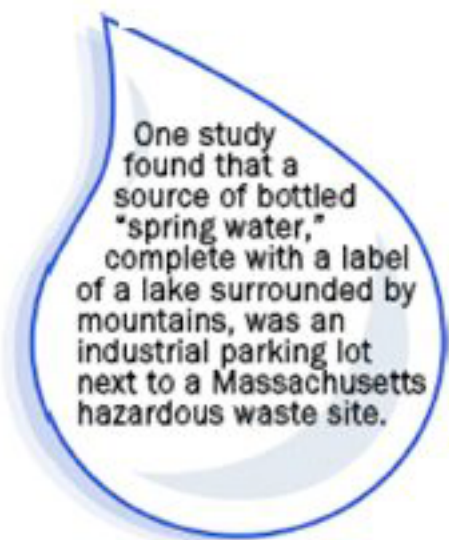 One study
found that a
source of bottled
“spring water,”
complete with a label
of a lake surrounded by
mountains, was an
industrial parking lot
next to a Massachusetts
hazardous waste site.